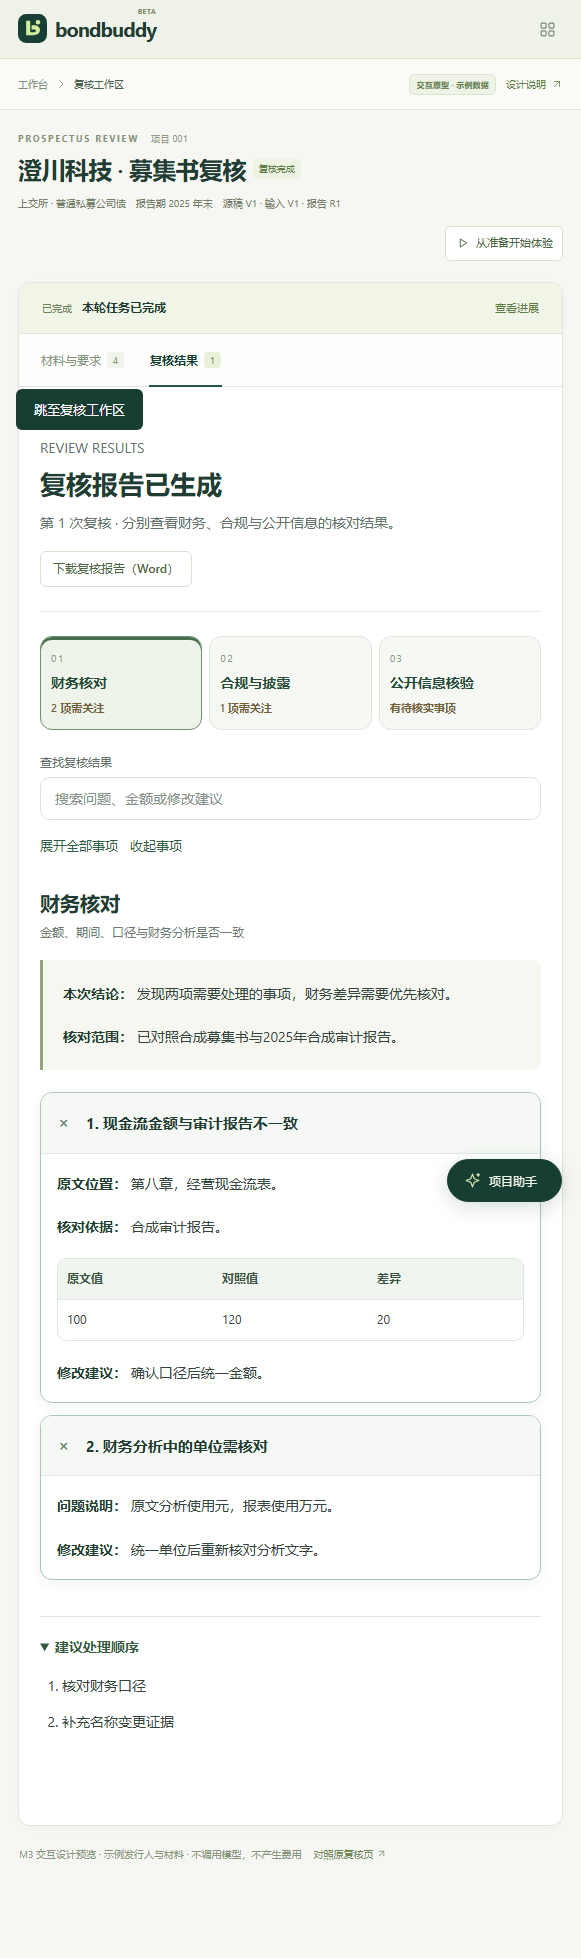 bondbuddy BETA
工作台 > 复核工作区 交互原型 · 示例数据 设计说明 ↗
PROSPECTUS REVIEW 项目 001
澄川科技 · 募集书复核 复核完成
上交所 · 普通私募公司债 报告期 2025 年末 源稿 V1 · 输入 V1 · 报告 R1
从准备开始体验
已完成 本轮任务已完成 查看进展
材料与要求 4 复核结果 1
跳至复核工作区
REVIEW RESULTS
复核报告已生成
第 1 次复核 · 分别查看财务、合规与公开信息的核对结果。
下载复核报告（Word）
01 02 03
财务核对 合规与披露 公开信息核验
2 项需关注 1 项需关注 有待核实事项
查找复核结果
搜索问题、金额或修改建议
展开全部事项 收起事项
财务核对
金额、期间、口径与财务分析是否一致
本次结论： 发现两项需要处理的事项，财务差异需要优先核对。
核对范围： 已对照合成募集书与2025年合成审计报告。
× 1. 现金流金额与审计报告不一致
原文位置： 第八章，经营现金流表。
项目助手
核对依据： 合成审计报告。
原文值 对照值 差异
100 120 20
修改建议： 确认口径后统一金额。
× 2. 财务分析中的单位需核对
问题说明： 原文分析使用元，报表使用万元。
修改建议： 统一单位后重新核对分析文字。
▼ 建议处理顺序
1. 核对财务口径
2. 补充名称变更证据
M3 交互设计预览 · 示例发行人与材料 · 不调用模型，不产生费用 对照原复核页 ↗